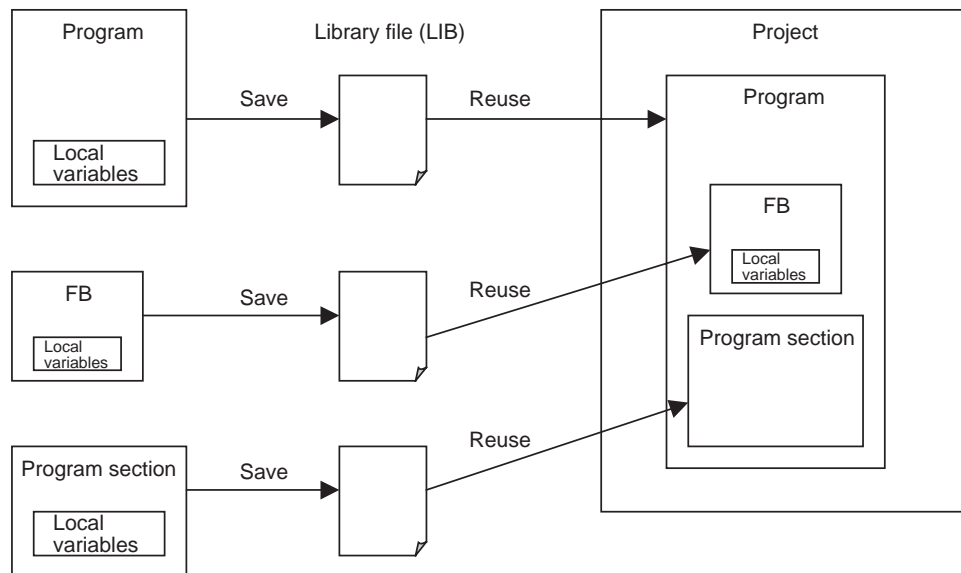 Program
Library file (LIB)
Project
Save
Reuse
Program
Local
variables
FB
Local
variables
FB
Save
Reuse
Local
variables
Program section
Program section
Save
Reuse
Local
variables